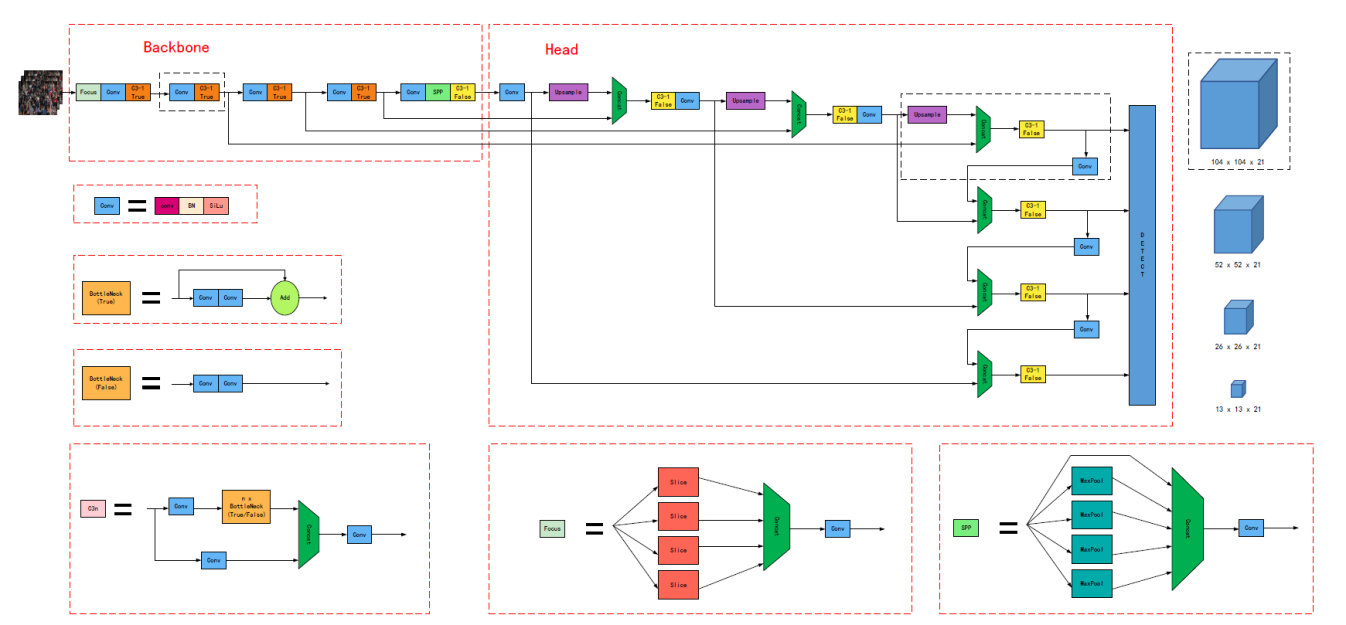 Backbone
Head
Focus
Conv
C3-1
True
Conv
C3-1
True
Conv
C3-1
True
Conv
C3-1
True
Conv
SPP
C3-1
False
Conv
Upsample
Concat
C3-1
False
Conv
Upsample
Concat
C3-1
False
Conv
Upsample
Concat
C3-1
False
Conv
Concat
C3-1
False
Conv
Concat
C3-1
False
Conv
Concat
C3-1
False
DETECT
104 x 104 x 21
52 x 52 x 21
26 x 26 x 21
13 x 13 x 21
Conv
BN
SiLu
BottleNeck
(True)
Conv
Conv
Add
BottleNeck
(False)
Conv
Conv
C3n
Conv
n x
BottleNeck
(True/False)
Conv
Concat
Conv
Focus
Slice
Slice
Slice
Slice
Concat
Conv
SPP
MaxPool
MaxPool
MaxPool
MaxPool
Concat
Conv